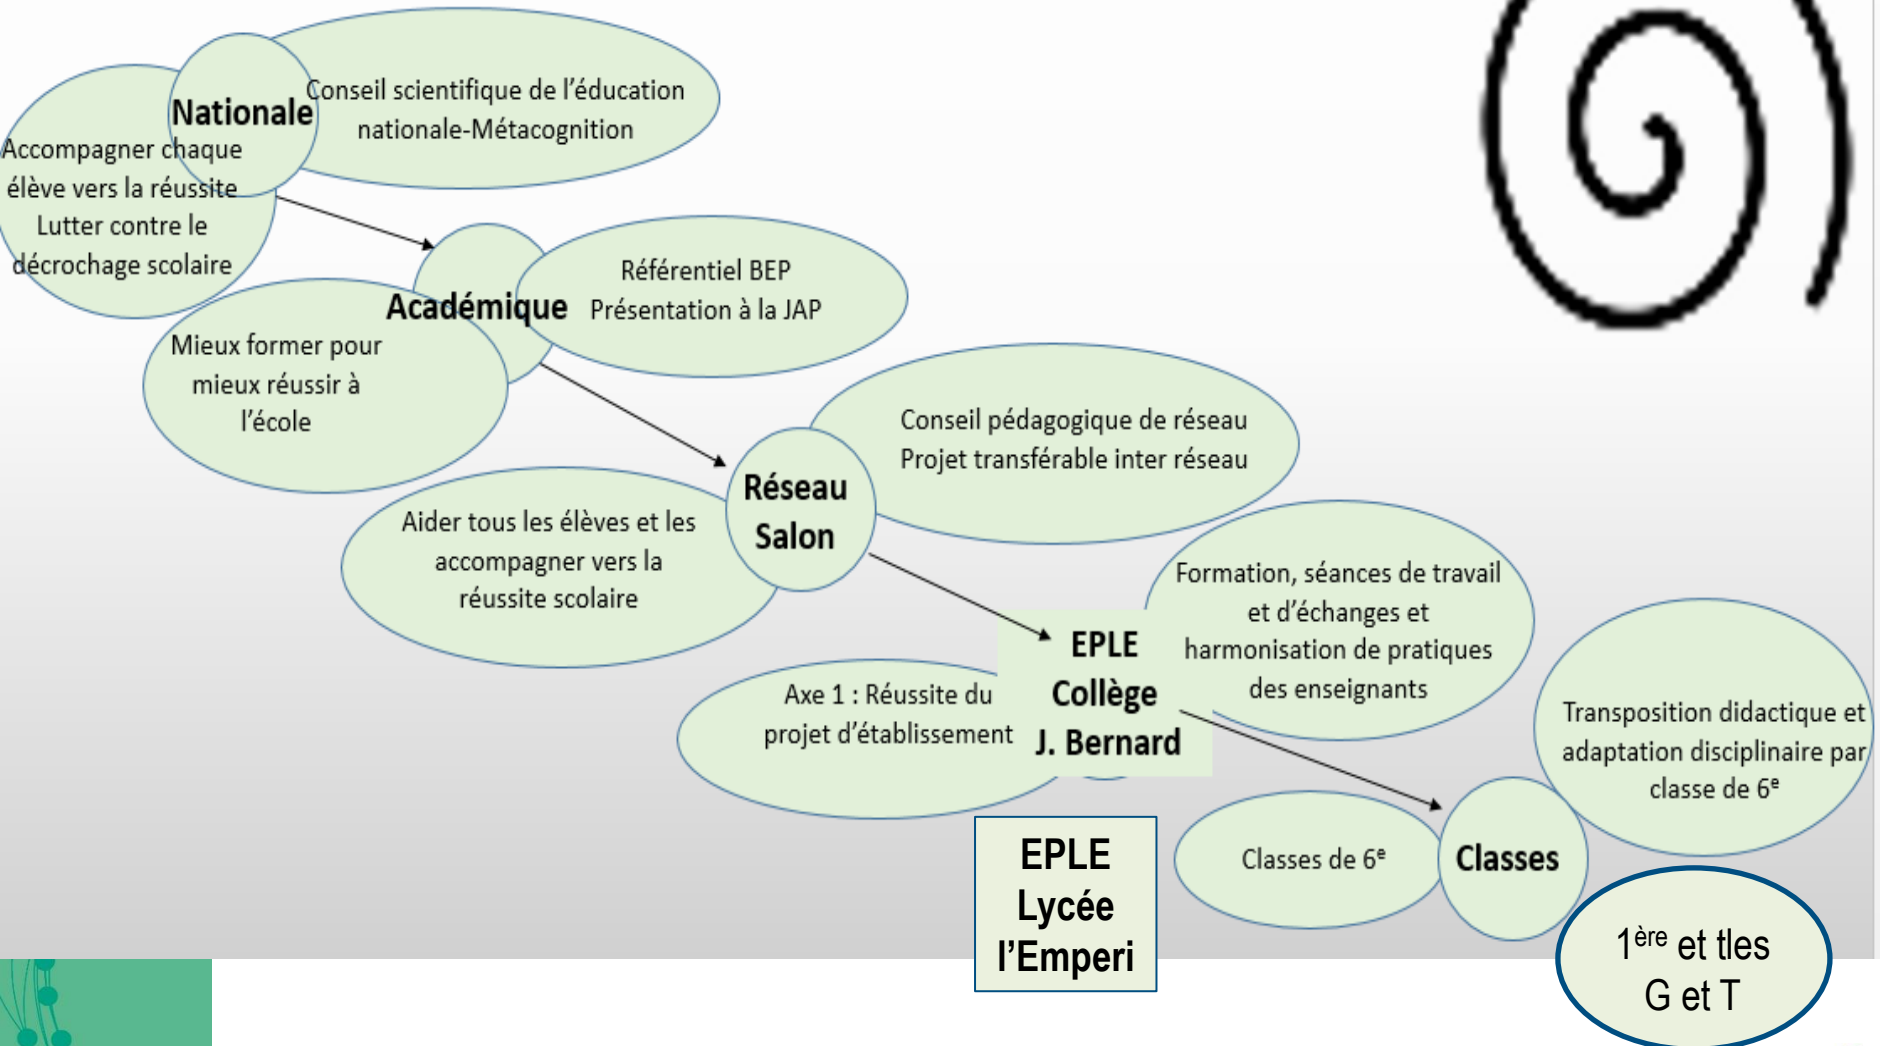 Nationale
Conseil scientifique de l'éducation
nationale-Métacognition
Accompagner chaque
élève vers la réussite
Lutter contre le
décrochage scolaire
Académique
Référentiel BEP
Présentation à la JAP
Mieux former pour
mieux réussir à
l'école
Réseau
Salon
Conseil pédagogique de réseau
Projet transférable inter réseau
Aider tous les élèves et les
accompagner vers la
réussite scolaire
EPLE
Collège
J. Bernard
Formation, séances de travail
et d'échanges et
harmonisation de pratiques
des enseignants
Axe 1 : Réussite du
projet d'établissement
Transposition didactique et
adaptation disciplinaire par
classe de 6ᵉ
Classes de 6ᵉ
Classes
EPLE
Lycée
l'Emperi
1ère et tles
G et T